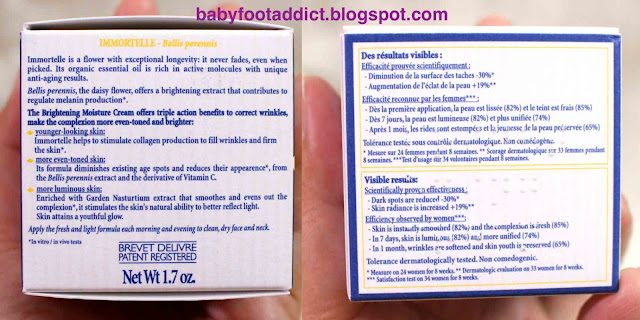 babyfootaddict.blogspot.com
IMMORTELLE - Bellis perennis
Immortelle is a flower with exceptional longevity: it never fades, even when
picked. Its organic essential oil is rich in active molecules with unique
anti-aging results.
Bellis perennis, the daisy flower, offers a brightening extract that contributes to
regulate melanin production*.
The Brightening Moisture Cream offers triple action benefits to correct wrinkles,
make the complexion more even-toned and brighter:
younger-looking skin:
Immortelle helps to stimulate collagen production to fill wrinkles and firm
the skin*.
more even-toned skin:
Its formula diminishes existing age spots and reduces their appearance*, from
the Bellis perennis extract and the derivative of Vitamin C.
more luminous skin:
Enriched with Garden Nasturtium extract that smoothes and evens out the
complexion*, it stimulates the skin's natural ability to better reflect light.
Skin attains a youthful glow.
Apply the fresh and light formula each morning and evening to clean, dry face and neck.
*In vitro / in vivo tests
BREVET DELIVRE
PATENT REGISTERED
Net Wt 1.7 oz.
Des résultats visibles :
Efficacité prouvée scientifiquement :
- Diminution de la surface des taches -30%*
- Augmentation de l'éclat de la peau +19%**
Efficacité reconnue par les femmes*** :
- Dès la première application, la peau est lissée (82%) et le teint est frais (85%)
- Dès 7 jours, la peau est lumineuse (82%) et plus unifiée (74%)
- Après 1 mois, les rides sont estompées et la jeunesse de la peau préservée (65%)
Tolérance testée sous contrôle dermatologique. Non comédogène.
* Mesure sur 24 femmes pendant 8 semaines. ** Scorage dermatologique sur 33 femmes pendant
8 semaines. ***Test d'usage sur 34 volontaires pendant 8 semaines.
Visible results:
Scientifically proven effectiveness :
- Dark spots are reduced -30%*
- Skin radiance is increased +19%**
Efficiency observed by women***:
- Skin is instantly smoothed (82%) and the complexion is fresh (85%)
- In 7 days, skin is luminous (82%) and more unified (74%)
- In 1 month, wrinkles are softened and skin youth is preserved (65%)
Tolerance dermatologically tested. Non comedogenic.
* Measured on 24 women for 8 weeks. ** Dermatologic evaluation on 33 women for 8 weeks.
*** Satisfaction test on 34 women for 8 weeks.